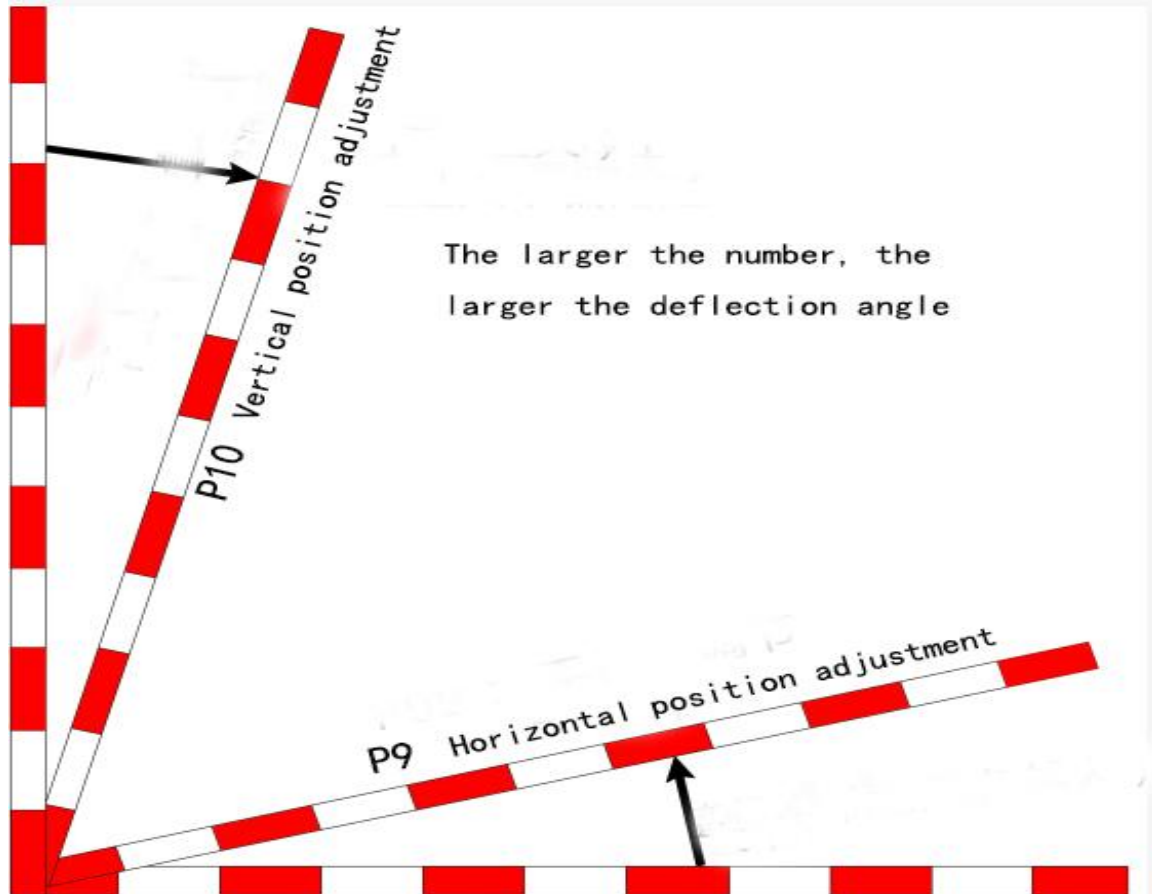 P10 Vertical position adjustment
The larger the number, the
larger the deflection angle
P9 Horizontal position adjustment